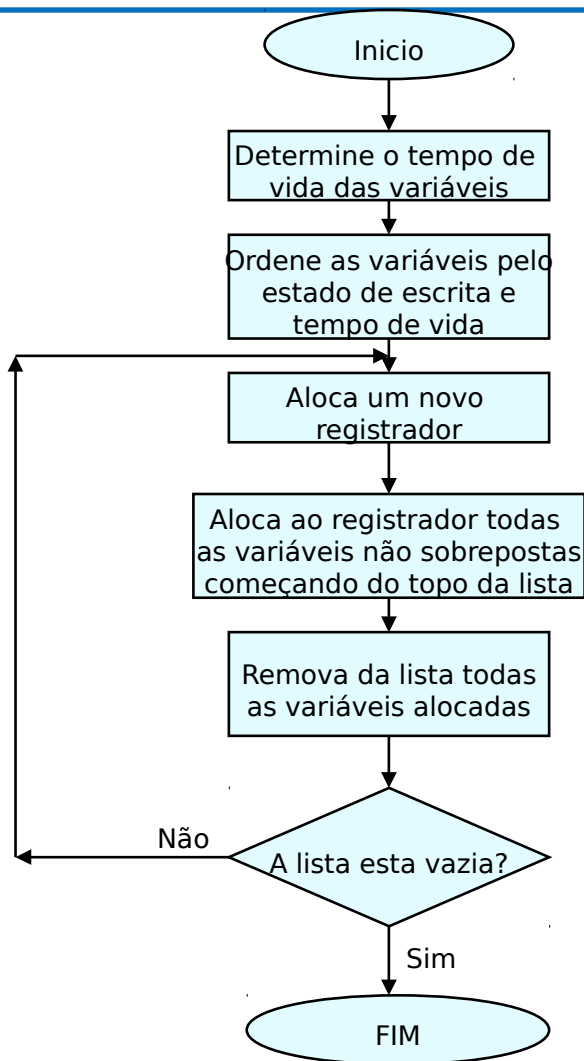 Inicio
Determine o tempo de
vida das variáveis
Ordene as variáveis pelo
estado de escrita e
tempo de vida
Aloca um novo
registrador
Aloca ao registrador todas
as variáveis não sobrepostas
começando do topo da lista
Remova da lista todas
as variáveis alocadas
Não
A lista esta vazia?
Sim
FIM